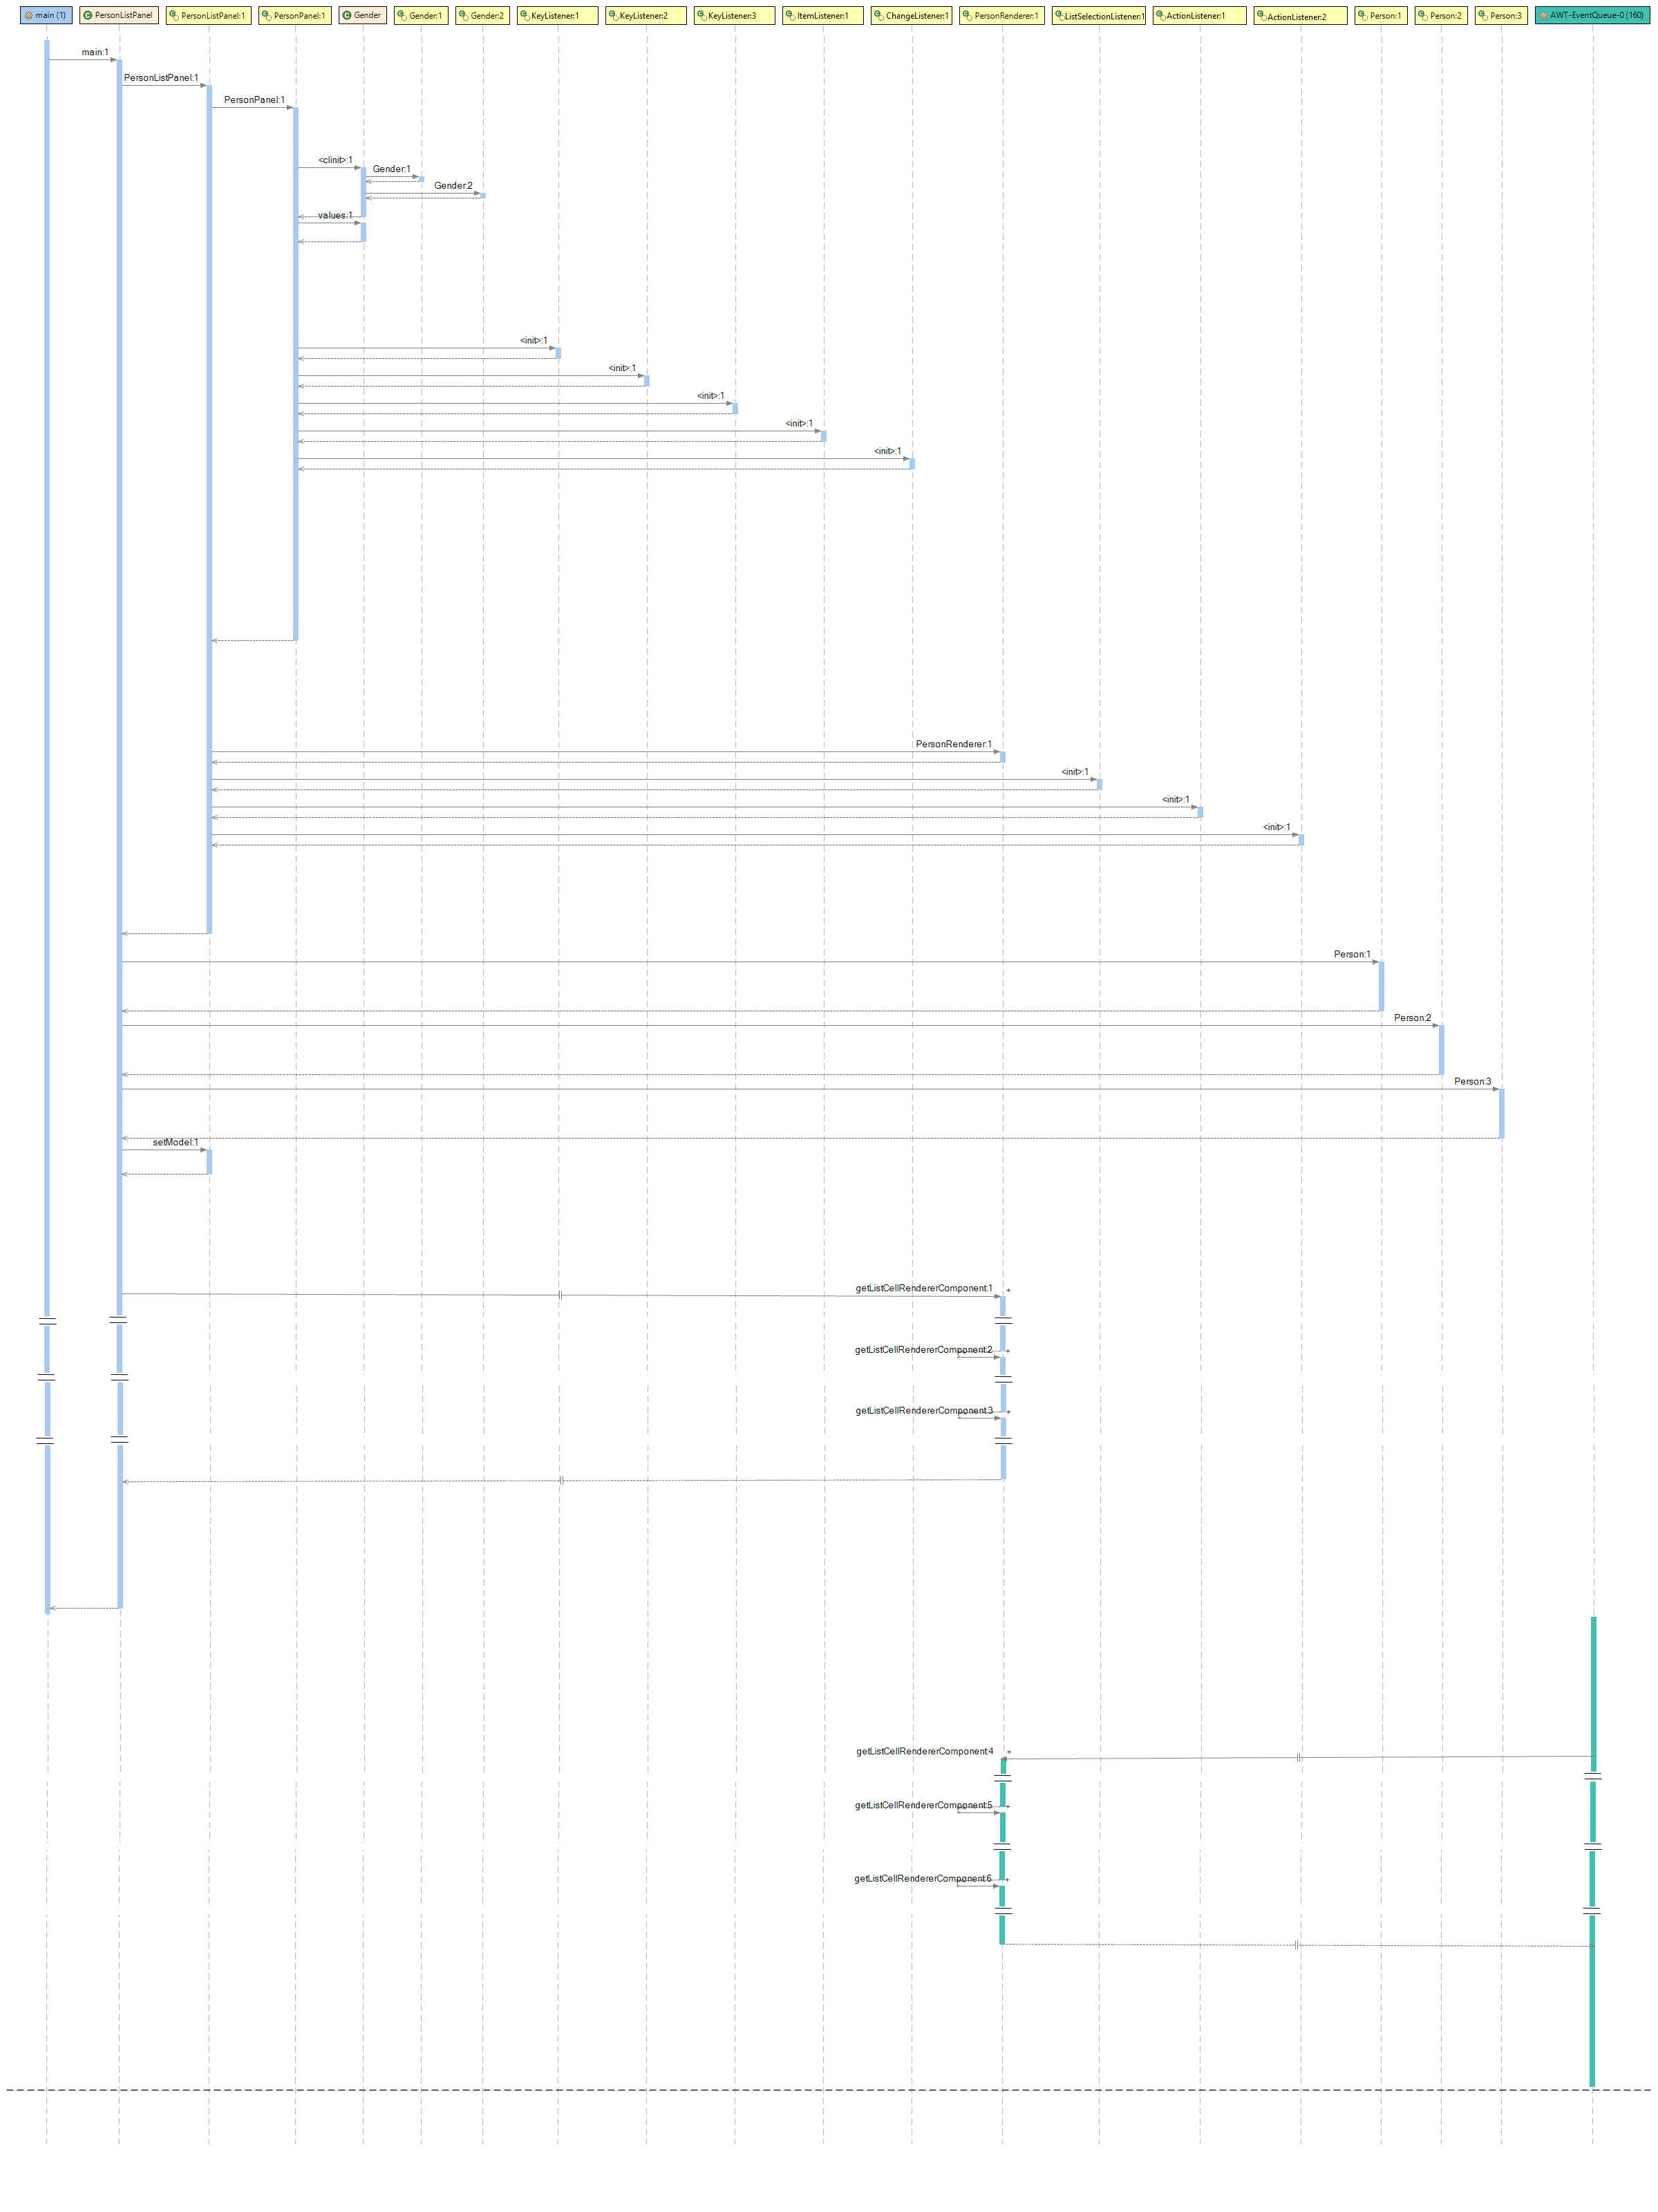 main (1)
PersonListPanel
PersonListPanel:1
PersonPanel:1
Gender
Gender:1
Gender:2
KeyListener:1
KeyListener:2
KeyListener:3
ItemListener:1
ChangeListener:1
PersonRenderer:1
ListSelectionListener:1
ActionListener:1
ActionListener:2
Person:1
Person:2
Person:3
AWT-EventQueue-0 (160)
main:1
PersonListPanel:1
PersonPanel:1
<clinit>:1
Gender:1
Gender:2
values:1
<init>:1
<init>:1
<init>:1
<init>:1
<init>:1
PersonRenderer:1
<init>:1
<init>:1
<init>:1
Person:1
Person:2
Person:3
setModel:1
getListCellRendererComponent:1 +
getListCellRendererComponent:2 +
getListCellRendererComponent:3 +
getListCellRendererComponent:4 +
getListCellRendererComponent:5 +
getListCellRendererComponent:6 +